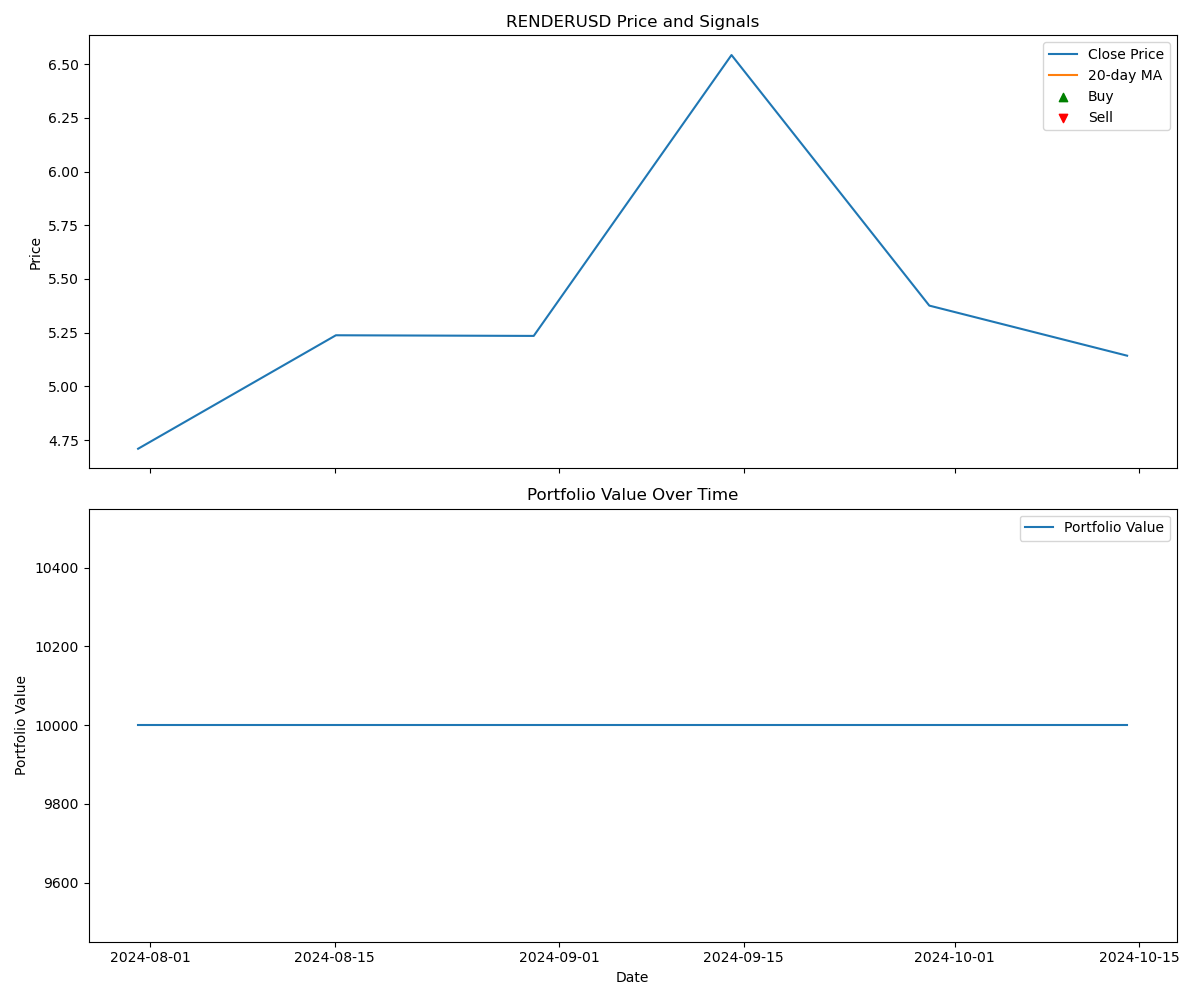 RENDERUSD Price and Signals
Close Price
20-day MA
Buy
Sell
6.50
6.25
6.00
5.75
5.50
5.25
5.00
4.75
Price
Portfolio Value Over Time
Portfolio Value
10400
10200
10000
9800
9600
Portfolio Value
2024-08-01 2024-08-15 2024-09-01 2024-09-15 2024-10-01 2024-10-15
Date